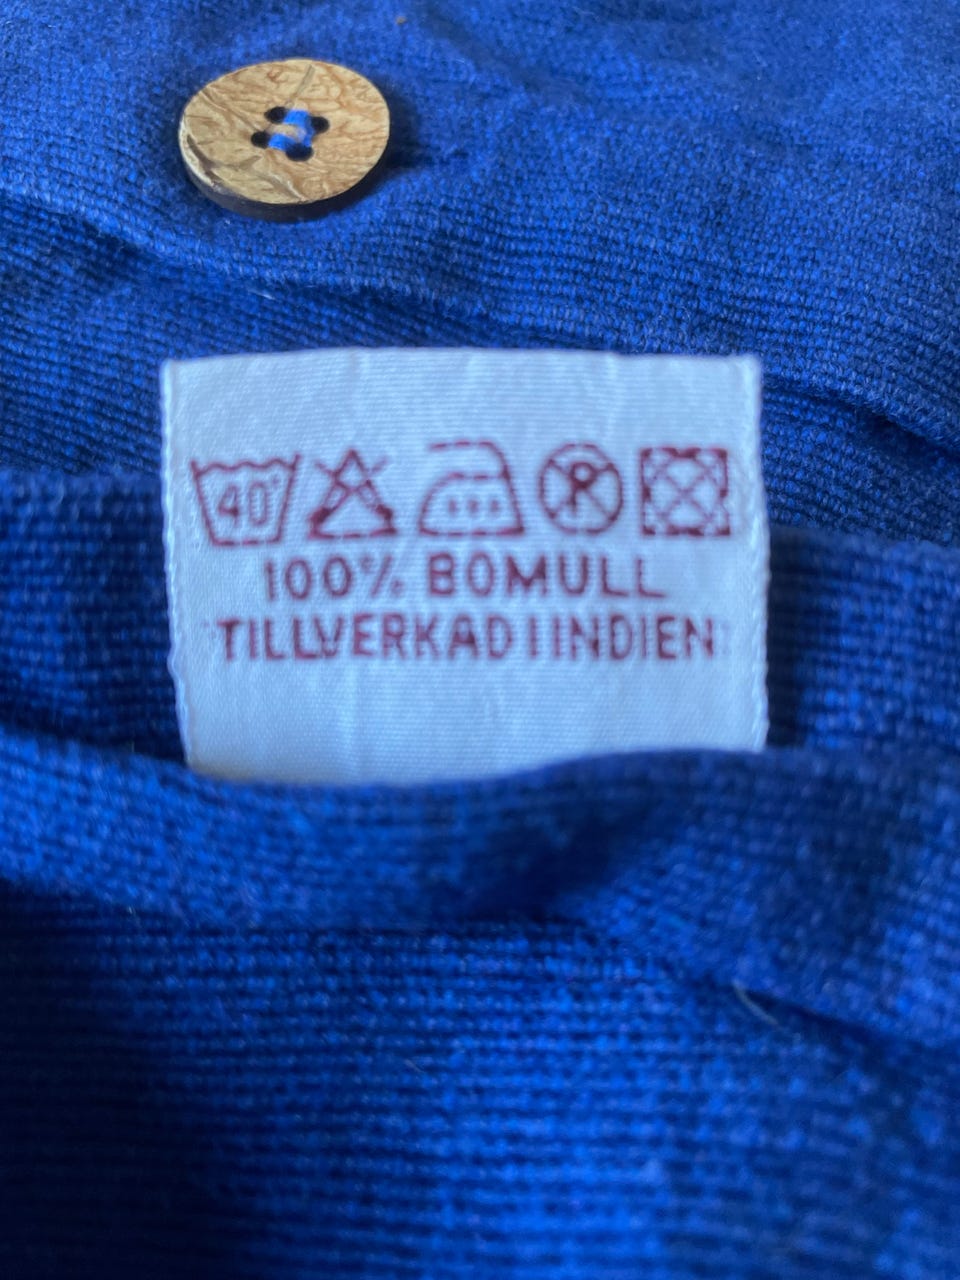 40° P
100% BOMULL
TILLVERKAD I INDIEN